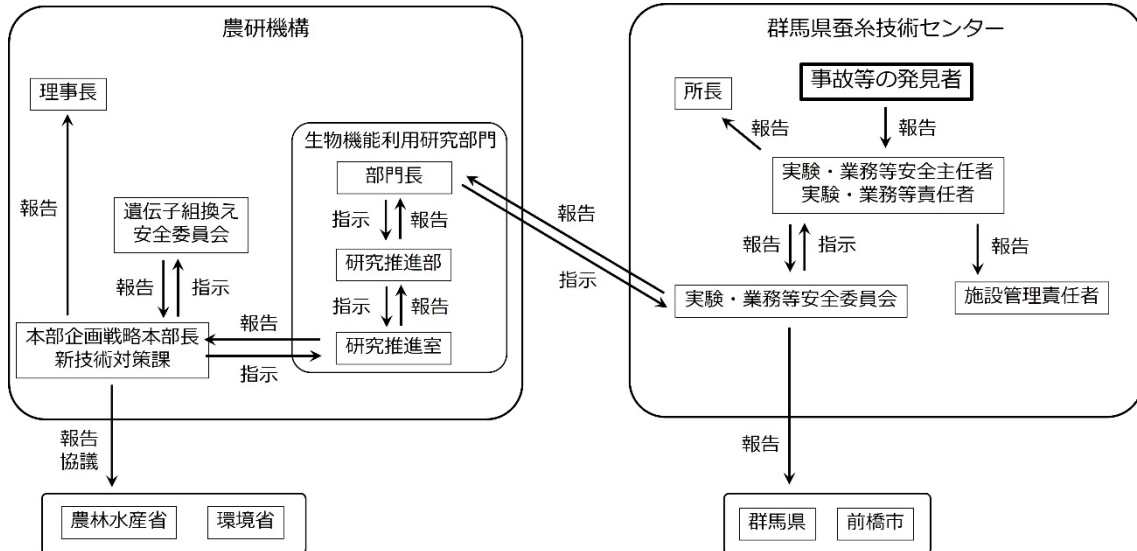 農研機構
理事長
報告
遺伝子組換え
安全委員会
報告
指示
本部企画戦略本部長
新技術対策課
報告
指示
生物機能利用研究部門
部門長
指示
報告
研究推進部
指示
報告
研究推進室
報告
協議
農林水産省
環境省
報告
指示
群馬県蚕糸技術センター
事故等の発見者
所長
報告
報告
実験・業務等安全主任者
実験・業務等責任者
報告
指示
報告
実験・業務等安全委員会
施設管理責任者
報告
群馬県
前橋市